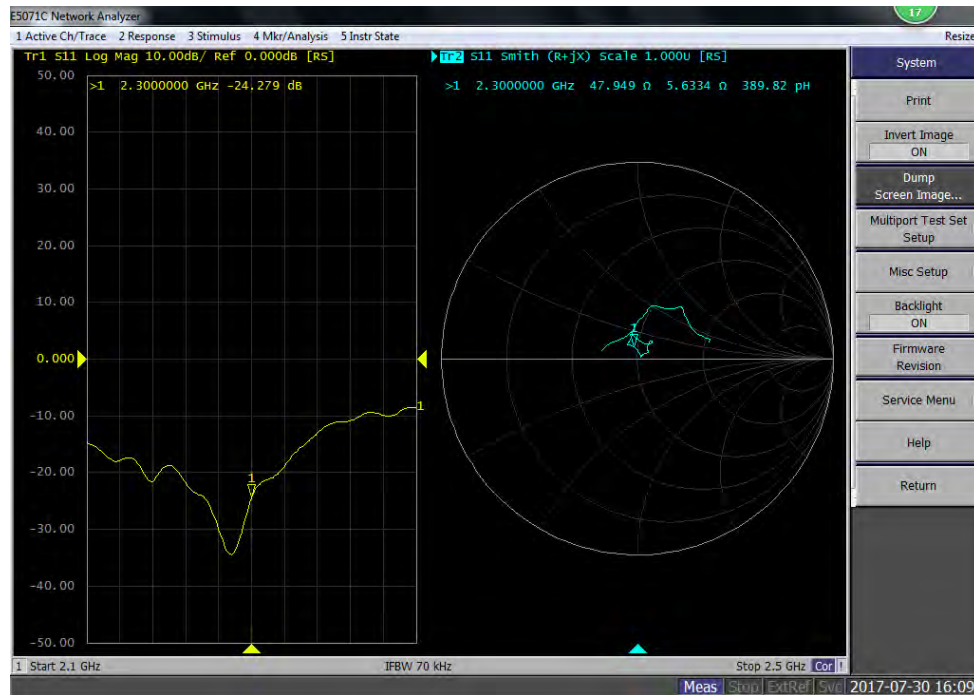 E5071C Network Analyzer
17
1 Active Ch/Trace 2 Response 3 Stimulus 4 Mkr/Analysis 5 Instr State
Resize
Tr1 S11 Log Mag 10.00dB/ Ref 0.000dB [RS]
50.00
>1 2.3000000 GHz -24.279 dB
40.00
30.00
20.00
10.00
0.000
-10.00
-20.00
-30.00
-40.00
-50.00
1
1
Tr2 S11 Smith (R+jX) Scale 1.000U [RS]
>1 2.3000000 GHz 47.949 Ω 5.6334 Ω 389.82 pH
1
System
Print
Invert Image
ON
Dump
Screen Image...
Multiport Test Set
Setup
Misc Setup
Backlight
ON
Firmware
Revision
Service Menu
Help
Return
1 Start 2.1 GHz
IFBW 70 kHz
Stop 2.5 GHz Cor !
Meas Stop ExtRef Svc 2017-07-30 16:09